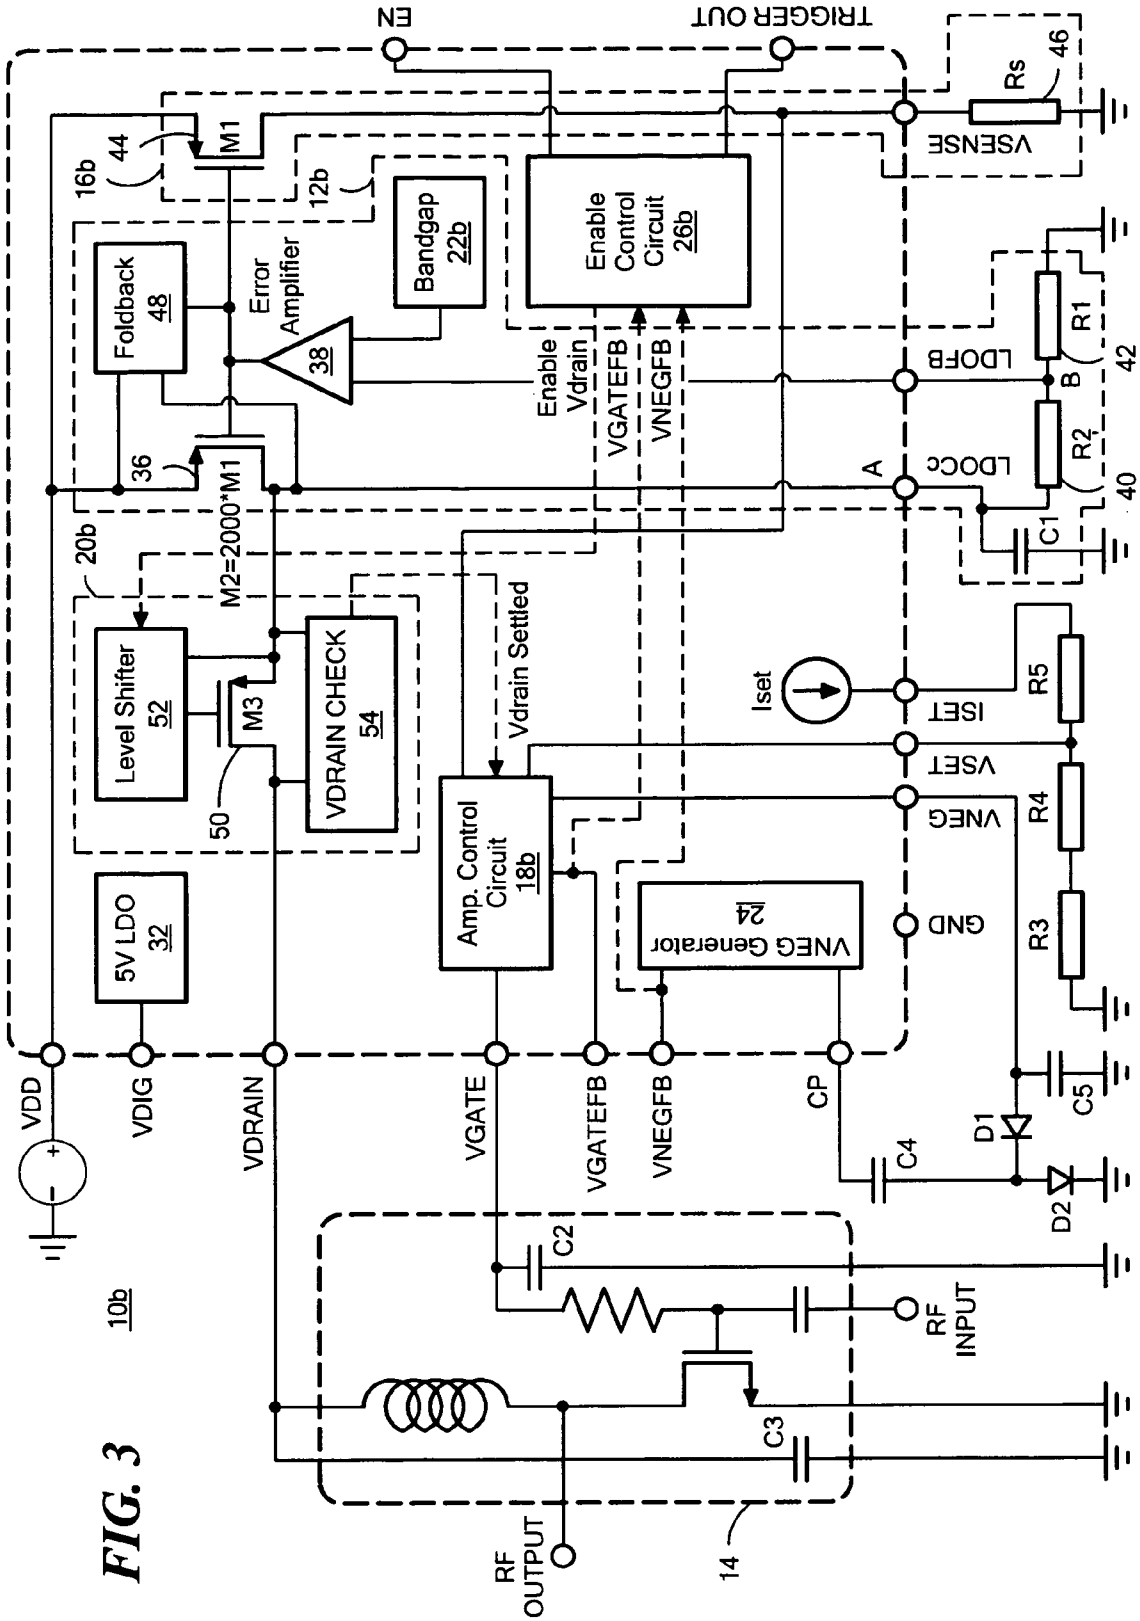 FIG. 3
10b
VDD
VDIG
VDRAIN
VGATE
VGATEFB
VNEGFB
CP
+
−
5V LDO
32
20b
Level Shifter
52
M3
50
VDRAIN CHECK
54
Vdrain Settled
Amp. Control
Circuit
18b
VNEG Generator
24
M2=2000*M1
36
Foldback
48
Error
Amplifier
38
Bandgap
22b
16b
44
M1
12b
Enable
Control
Circuit
26b
Enable
Vdrain
VGATEFB
VNEGFB
EN
TRIGGER OUT
VSENSE
Rs
46
LDOFB
R1
42
B
R2
40
A
LDOCc
C1
Iset
ISET
R5
VSET
R4
VNEG
R3
GND
C5
D1
D2
C4
C2
C3
14
RF
INPUT
RF
OUTPUT